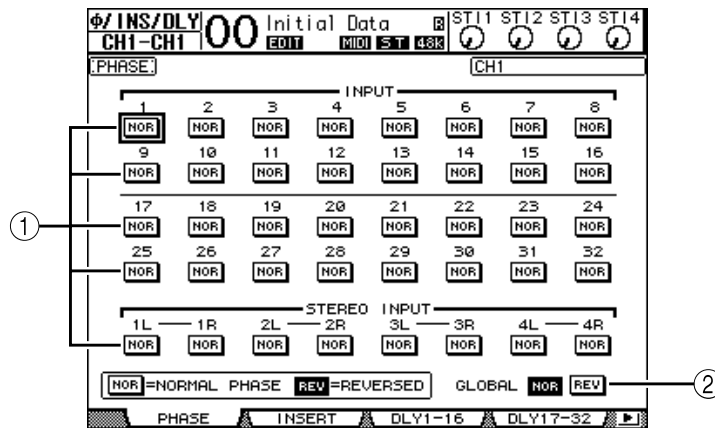 Φ/INS/DLY 00 Initial Data R ST11 ST12 ST13 ST14
CH1-CH1 EDIT MIDI ST 48k
PHASE CH1
INPUT
1 2 3 4 5 6 7 8
NOR NOR NOR NOR NOR NOR NOR NOR
9 10 11 12 13 14 15 16
NOR NOR NOR NOR NOR NOR NOR NOR
17 18 19 20 21 22 23 24
① NOR NOR NOR NOR NOR NOR NOR NOR
25 26 27 28 29 30 31 32
NOR NOR NOR NOR NOR NOR NOR NOR
STEREO INPUT
1L 1R 2L 2R 3L 3R 4L 4R
NOR NOR NOR NOR NOR NOR NOR NOR
NOR=NORMAL PHASE REV=REVERSED GLOBAL NOR REV ②
PHASE INSERT DLY1-16 DLY17-32